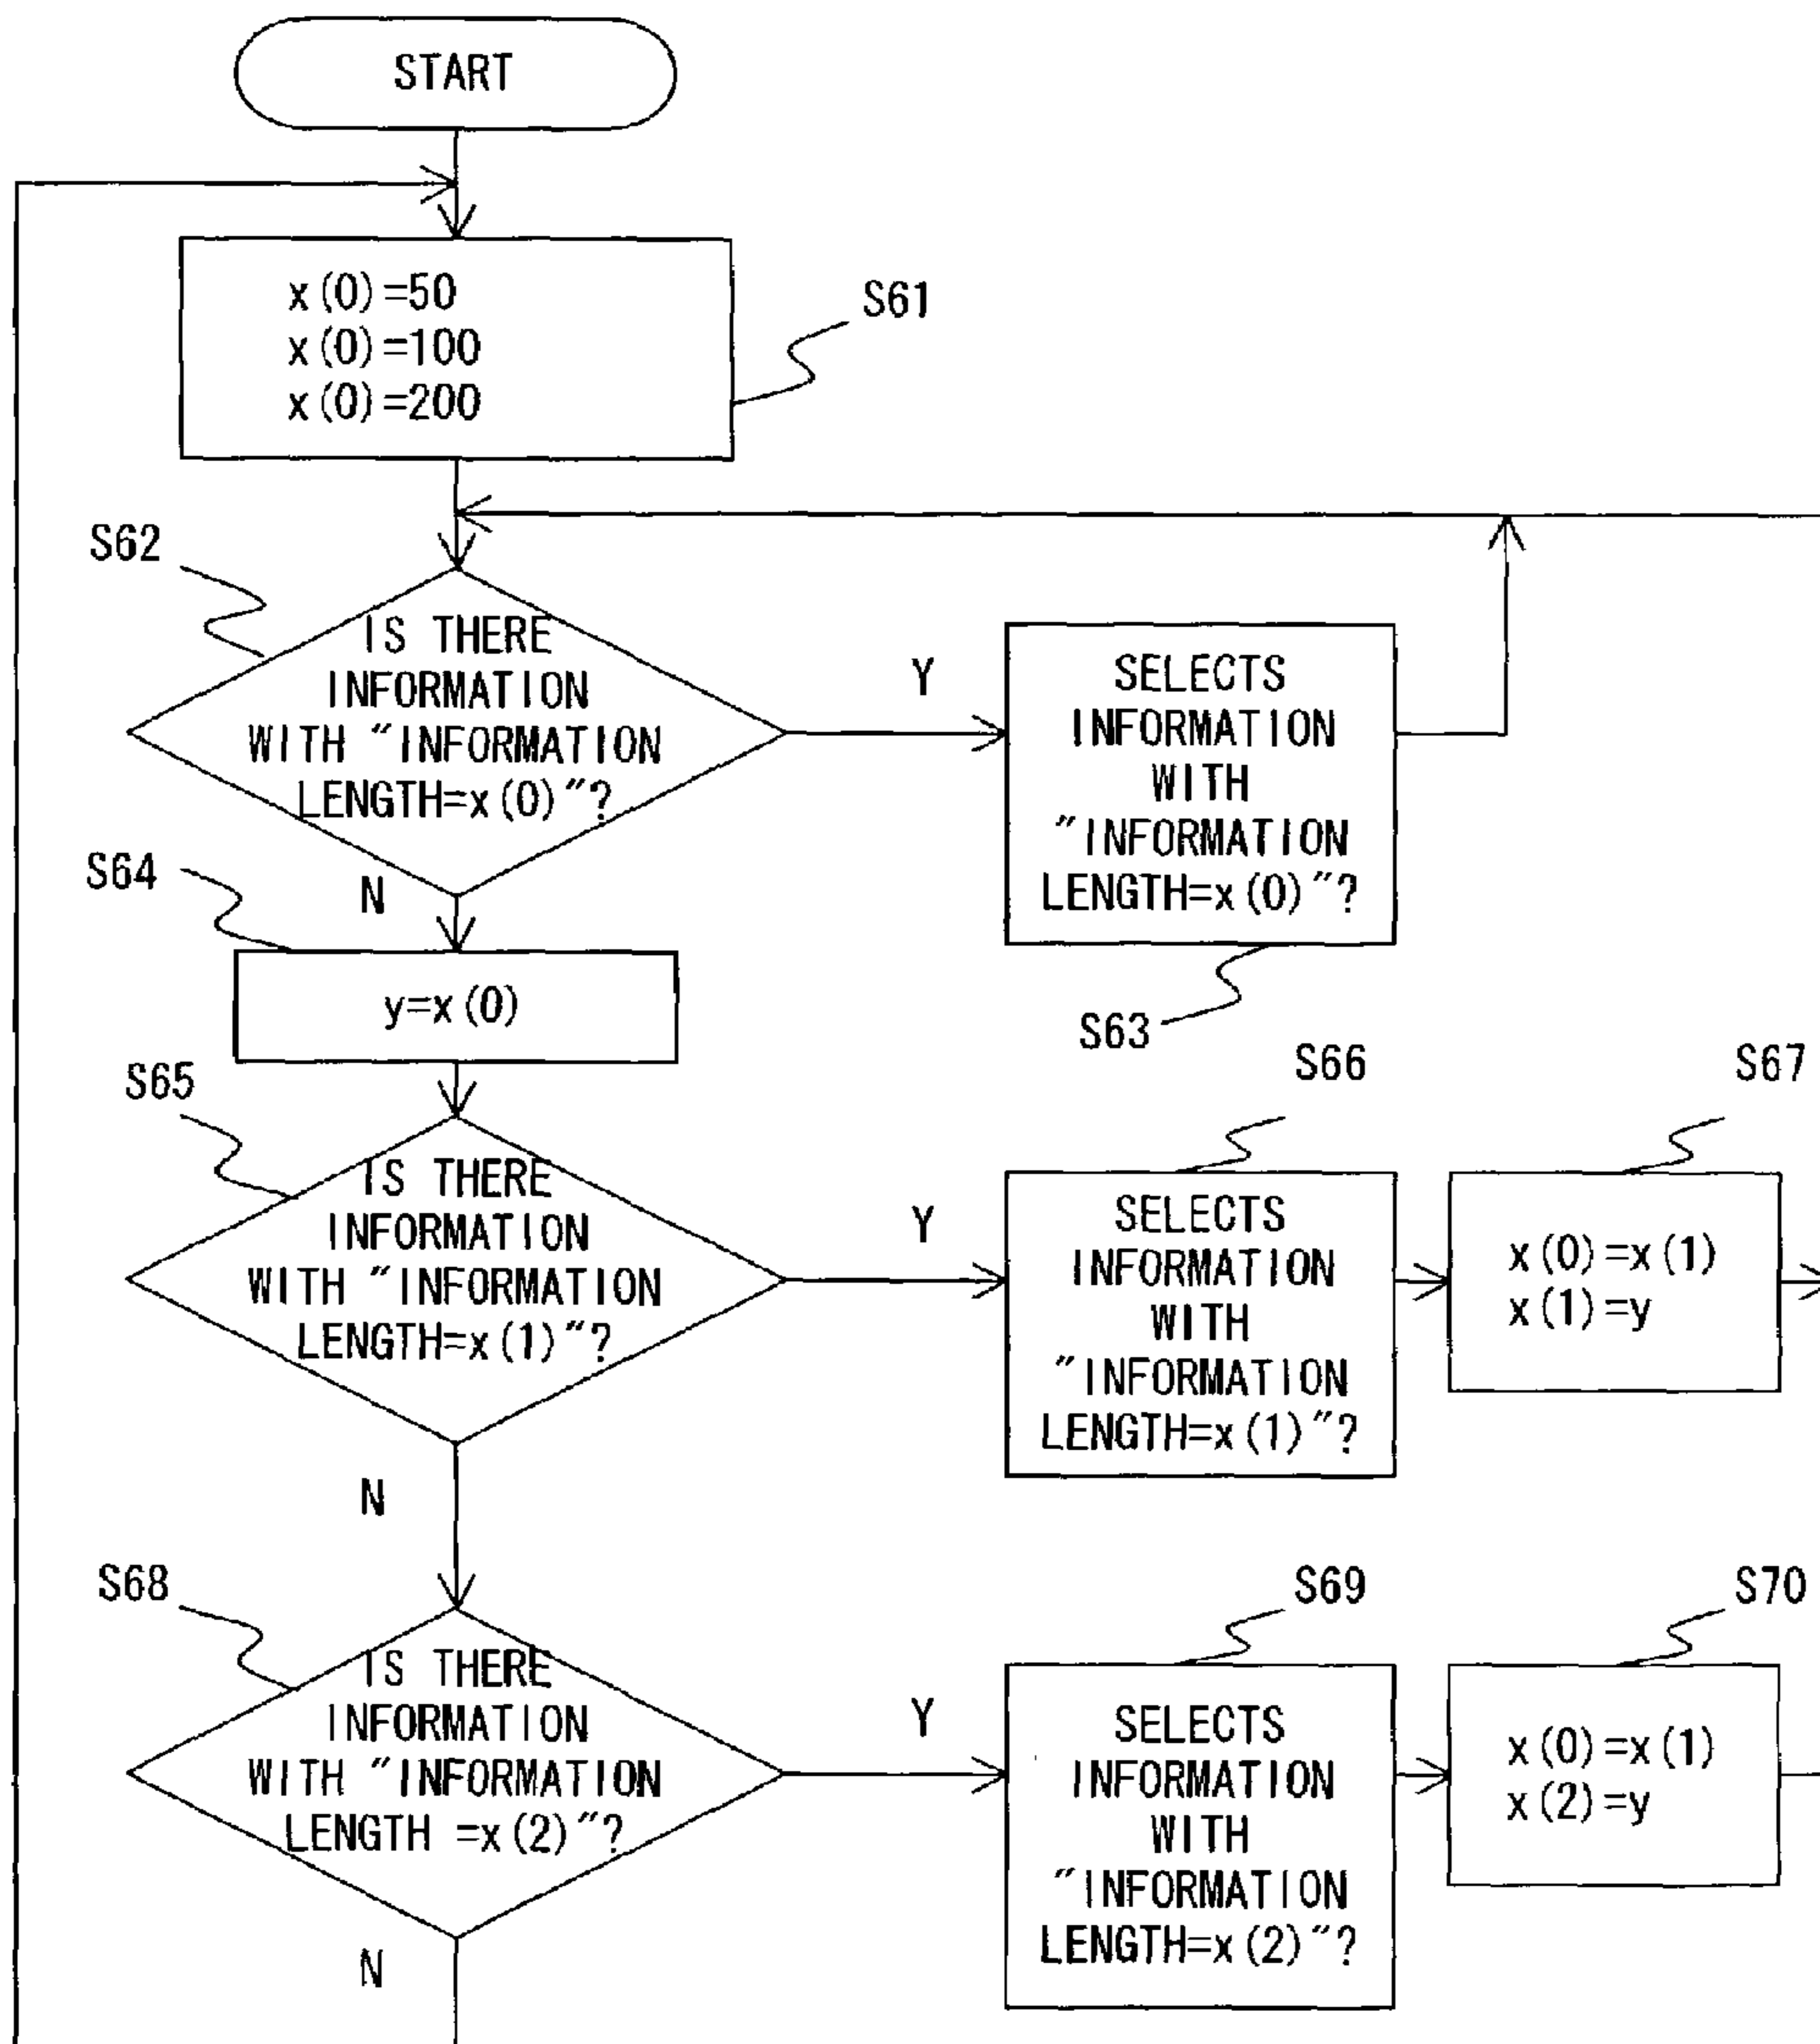 START
x(0)=50
x(0)=100
x(0)=200
S61
S62
IS THERE
INFORMATION
WITH "INFORMATION
LENGTH=x(0)"?
Y
SELECTS
INFORMATION
WITH
"INFORMATION
LENGTH=x(0)"?
S63
N
S64
y=x(0)
S65
IS THERE
INFORMATION
WITH "INFORMATION
LENGTH=x(1)"?
Y
S66
SELECTS
INFORMATION
WITH
"INFORMATION
LENGTH=x(1)"?
S67
x(0)=x(1)
x(1)=y
N
S68
IS THERE
INFORMATION
WITH "INFORMATION
LENGTH =x(2)"?
Y
S69
SELECTS
INFORMATION
WITH
"INFORMATION
LENGTH=x(2)"?
S70
x(0)=x(1)
x(2)=y
N